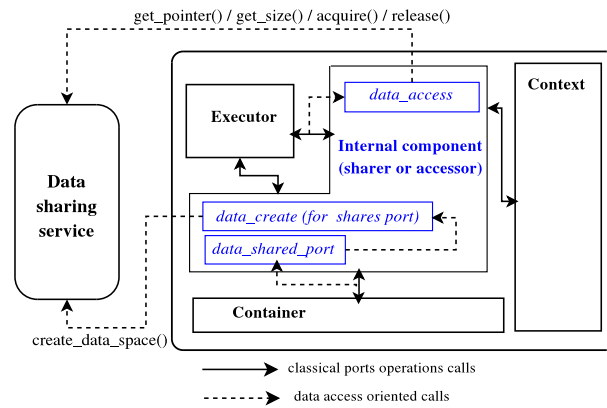 get_pointer() / get_size() / acquire() / release()
data_access
Context
Executor
Internal component
(sharer or accessor)
Data
sharing
service
data_create (for shares port)
data_shared_port
Container
create_data_space()
classical ports operations calls
data access oriented calls